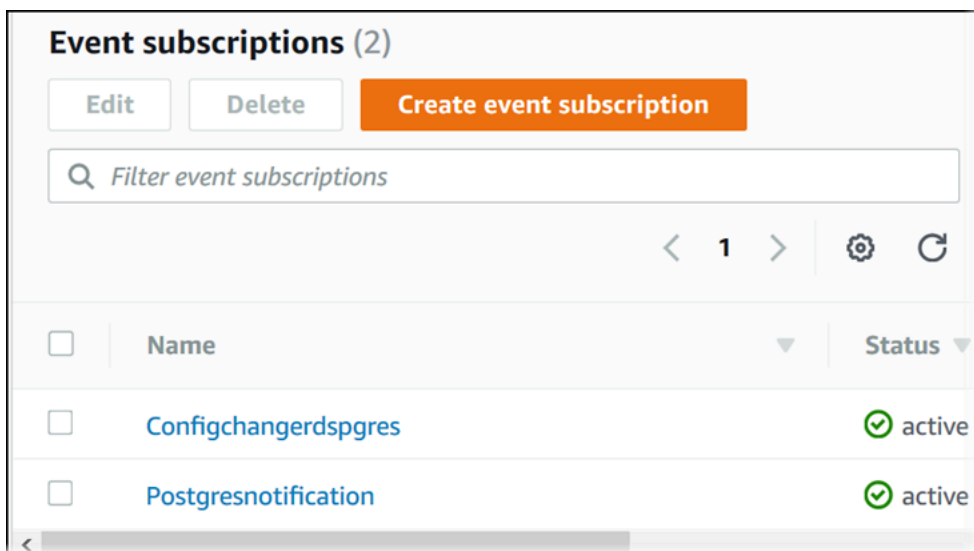 Event subscriptions (2)
Edit Delete Create event subscription
Filter event subscriptions
1
Name Status
Configchangerdspgres active
Postgresnotification active